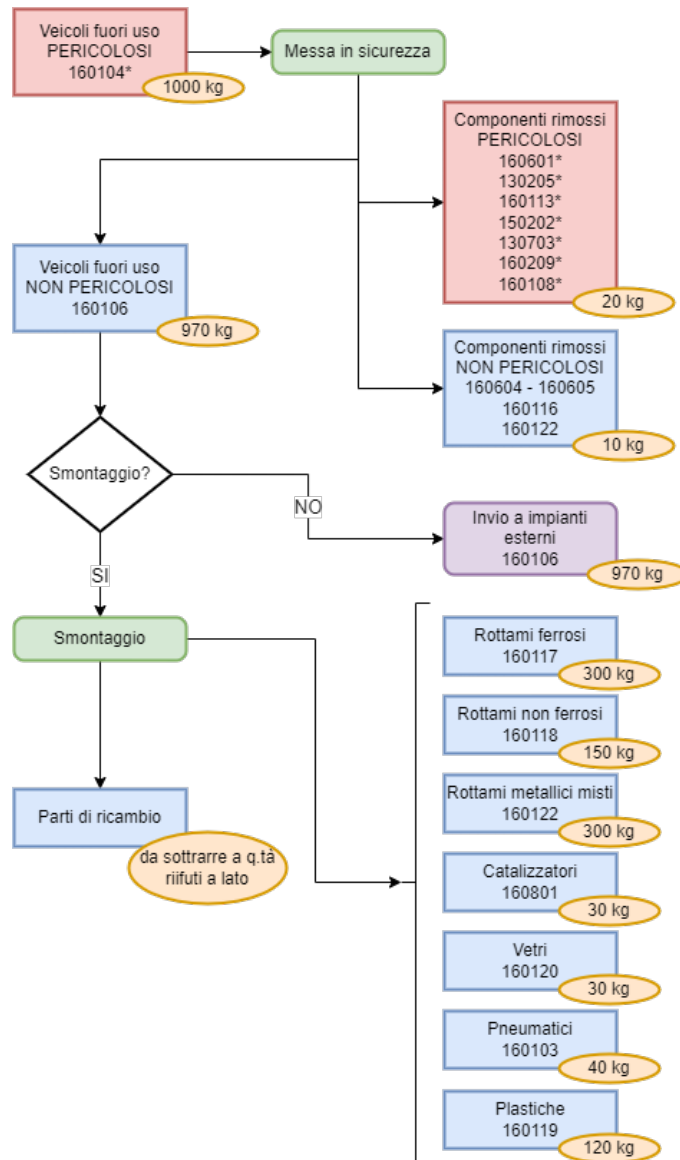 Veicoli fuori uso
PERICOLOSI
160104*
1000 kg
Messa in sicurezza
Componenti rimossi
PERICOLOSI
160601*
130205*
160113*
150202*
130703*
160209*
160108*
20 kg
Veicoli fuori uso
NON PERICOLOSI
160106
970 kg
Componenti rimossi
NON PERICOLOSI
160604 - 160605
160116
160122
10 kg
Smontaggio?
NO
Invio a impianti
esterni
160106
970 kg
SI
Smontaggio
Parti di ricambio
da sottrarre a q.tà
riifuti a lato
Rottami ferrosi
160117
300 kg
Rottami non ferrosi
160118
150 kg
Rottami metallici misti
160122
300 kg
Catalizzatori
160801
30 kg
Vetri
160120
30 kg
Pneumatici
160103
40 kg
Plastiche
160119
120 kg